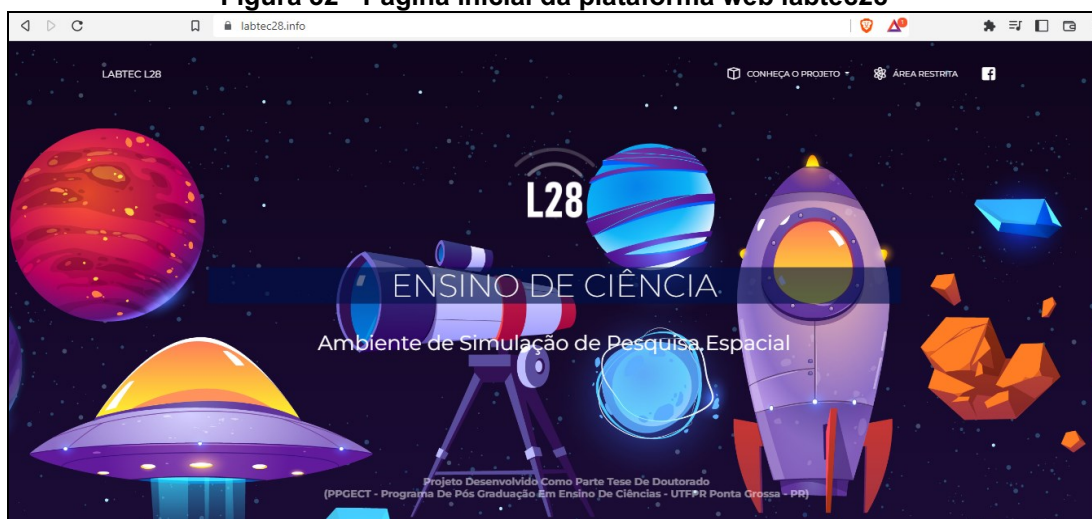 Figura 32 - Página inicial da plataforma web labtec28
labtec28.info
1
LABTEC L28
CONHEÇA O PROJETO
ÁREA RESTRITA
f
L28
ENSINO DE CIÊNCIA
Ambiente de Simulação de Pesquisa Espacial
Projeto Desenvolvido Como Parte Tese De Doutorado
(PPGECT - Programa De Pós Graduação Em Ensino De Ciências - UTFPR Ponta Grossa - PR)